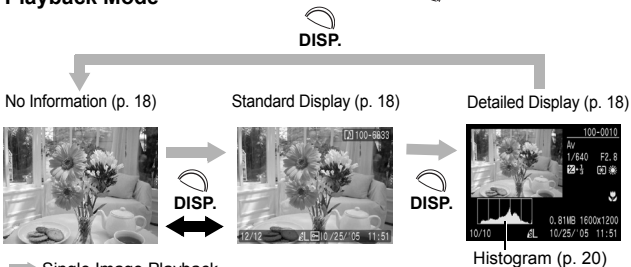 Playback Mode
DISP.
No Information (p. 18)
Standard Display (p. 18)
Detailed Display (p. 18)
100-6833
12/12 L 10/25/'05 11:51
DISP.
DISP.
100-0010
Av
1/640 F2.8
0.81MB 1600x1200
10/10 L 10/25/'05 11:51
Histogram (p. 20)
Single Image Playback